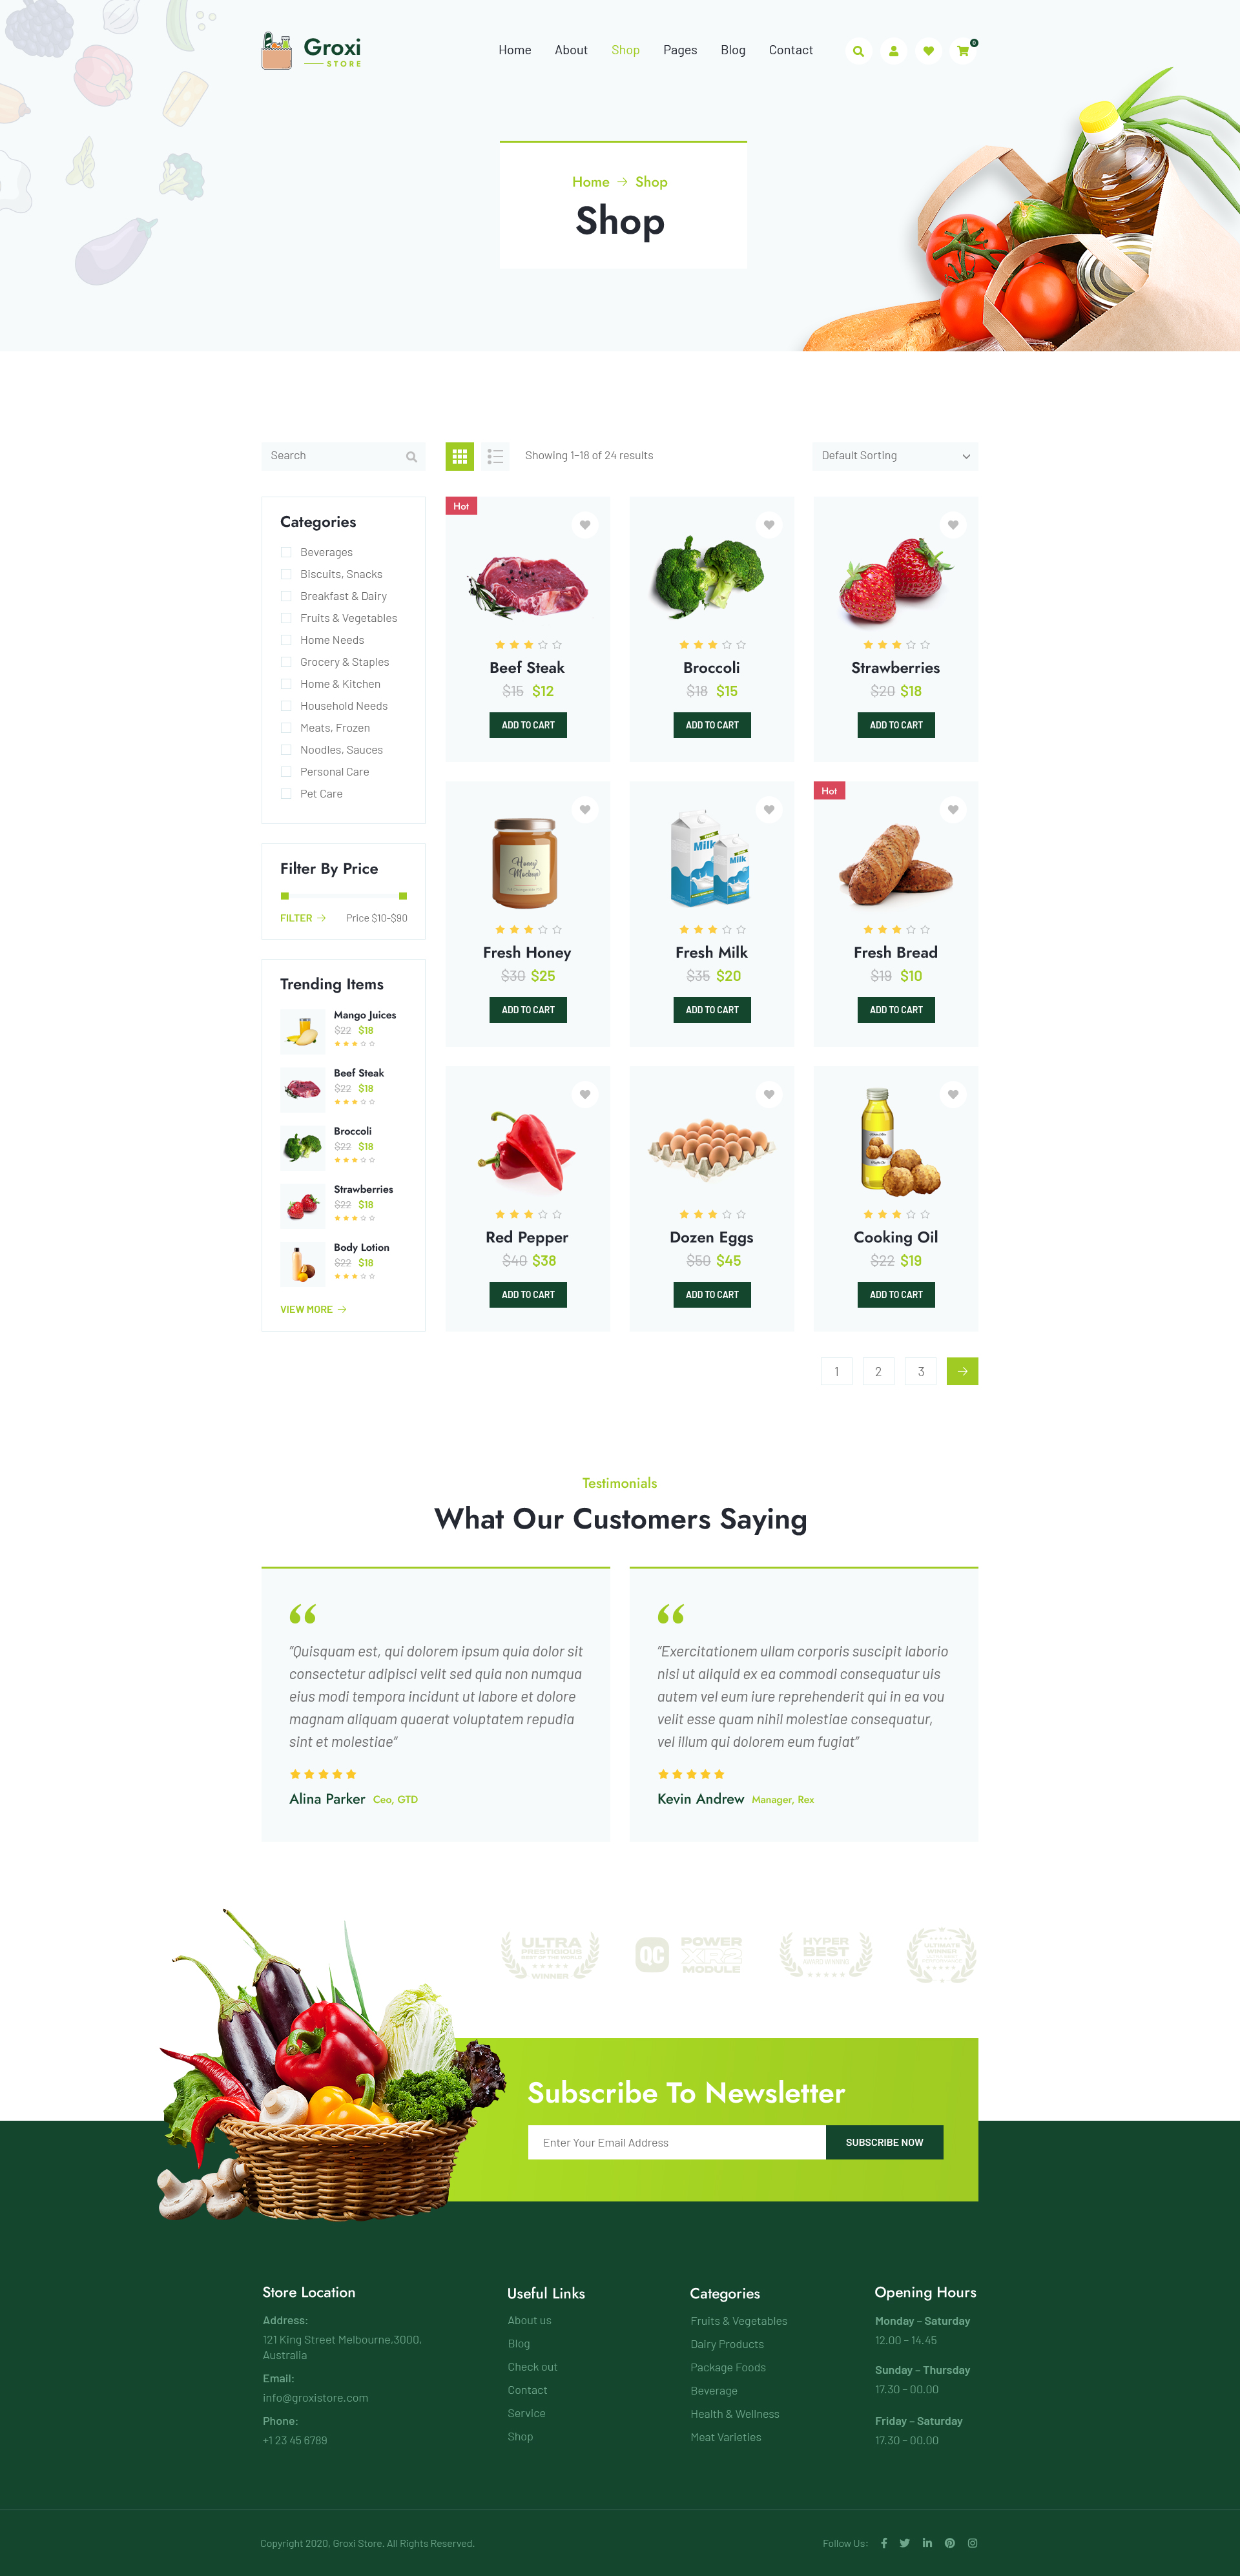 Groxi
STORE
Home
About
Shop
Pages
Blog
Contact
0
Home → Shop
Shop
Search
Showing 1–18 of 24 results
Default Sorting
Categories
Beverages
Biscuits, Snacks
Breakfast & Dairy
Fruits & Vegetables
Home Needs
Grocery & Staples
Home & Kitchen
Household Needs
Meats, Frozen
Noodles, Sauces
Personal Care
Pet Care
Filter By Price
FILTER →
Price $10-$90
Trending Items
Mango Juices
$22 $18
Beef Steak
$22 $18
Broccoli
$22 $18
Strawberries
$22 $18
Body Lotion
$22 $18
VIEW MORE →
Hot
Beef Steak
$15 $12
ADD TO CART
Broccoli
$18 $15
ADD TO CART
Strawberries
$20 $18
ADD TO CART
Honey
Mockup
Fresh Honey
$30 $25
ADD TO CART
Milk
Milk
Fresh Milk
$35 $20
ADD TO CART
Hot
Fresh Bread
$19 $10
ADD TO CART
Red Pepper
$40 $38
ADD TO CART
Dozen Eggs
$50 $45
ADD TO CART
Cooking Oil
$22 $19
ADD TO CART
1
2
3
→
Testimonials
What Our Customers Saying
“Quisquam est, qui dolorem ipsum quia dolor sit
consectetur adipisci velit sed quia non numqua
eius modi tempora incidunt ut labore et dolore
magnam aliquam quaerat voluptatem repudia
sint et molestiae”
Alina Parker Ceo, GTD
“Exercitationem ullam corporis suscipit laborio
nisi ut aliquid ex ea commodi consequatur uis
autem vel eum iure reprehenderit qui in ea vou
velit esse quam nihil molestiae consequatur,
vel illum qui dolorem eum fugiat”
Kevin Andrew Manager, Rex
ULTRA
PRESTIGIOUS
WINNER
QC
POWER
XR2
MODULE
HYPER
BEST
ULTIMATE
WINNER
Subscribe To Newsletter
Enter Your Email Address
SUBSCRIBE NOW
Store Location
Address:
121 King Street Melbourne,3000,
Australia
Email:
info@groxistore.com
Phone:
+1 23 45 6789
Useful Links
About us
Blog
Check out
Contact
Service
Shop
Categories
Fruits & Vegetables
Dairy Products
Package Foods
Beverage
Health & Wellness
Meat Varieties
Opening Hours
Monday – Saturday
12.00 – 14.45
Sunday – Thursday
17.30 – 00.00
Friday – Saturday
17.30 – 00.00
Copyright 2020, Groxi Store. All Rights Reserved.
Follow Us: